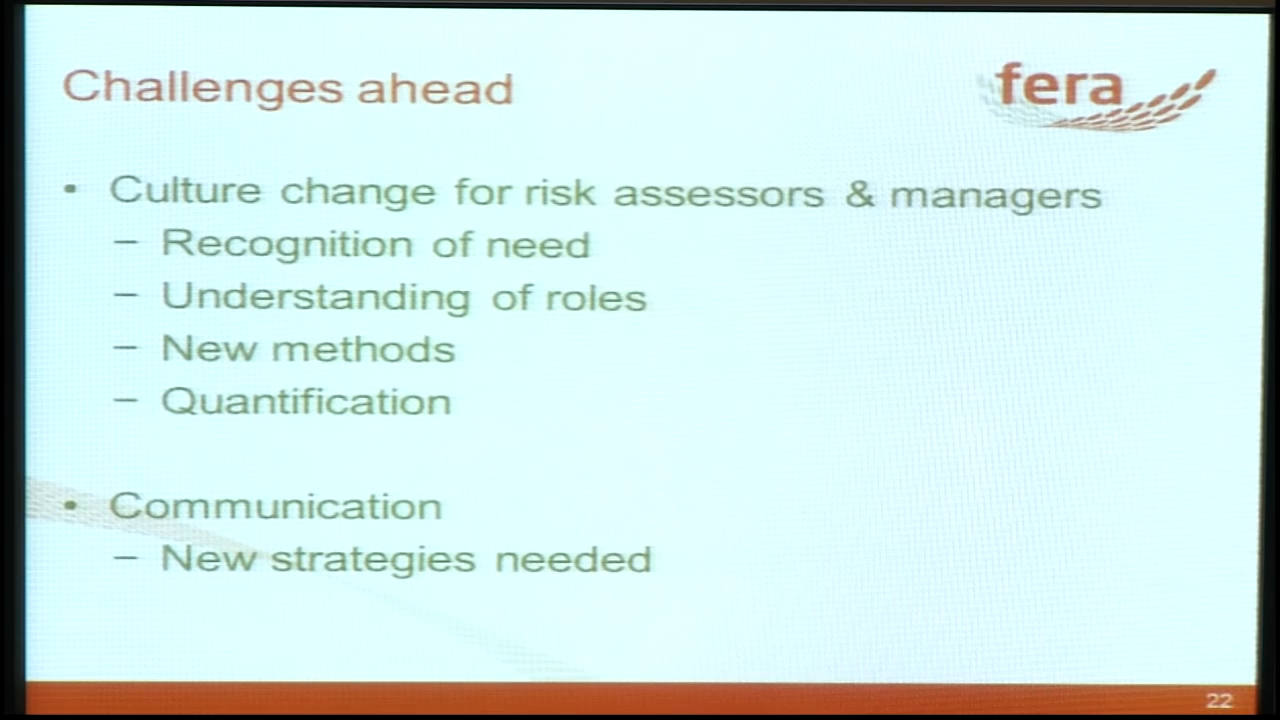 Challenges ahead
fera
• Culture change for risk assessors & managers
– Recognition of need
– Understanding of roles
– New methods
– Quantification
• Communication
– New strategies needed
22